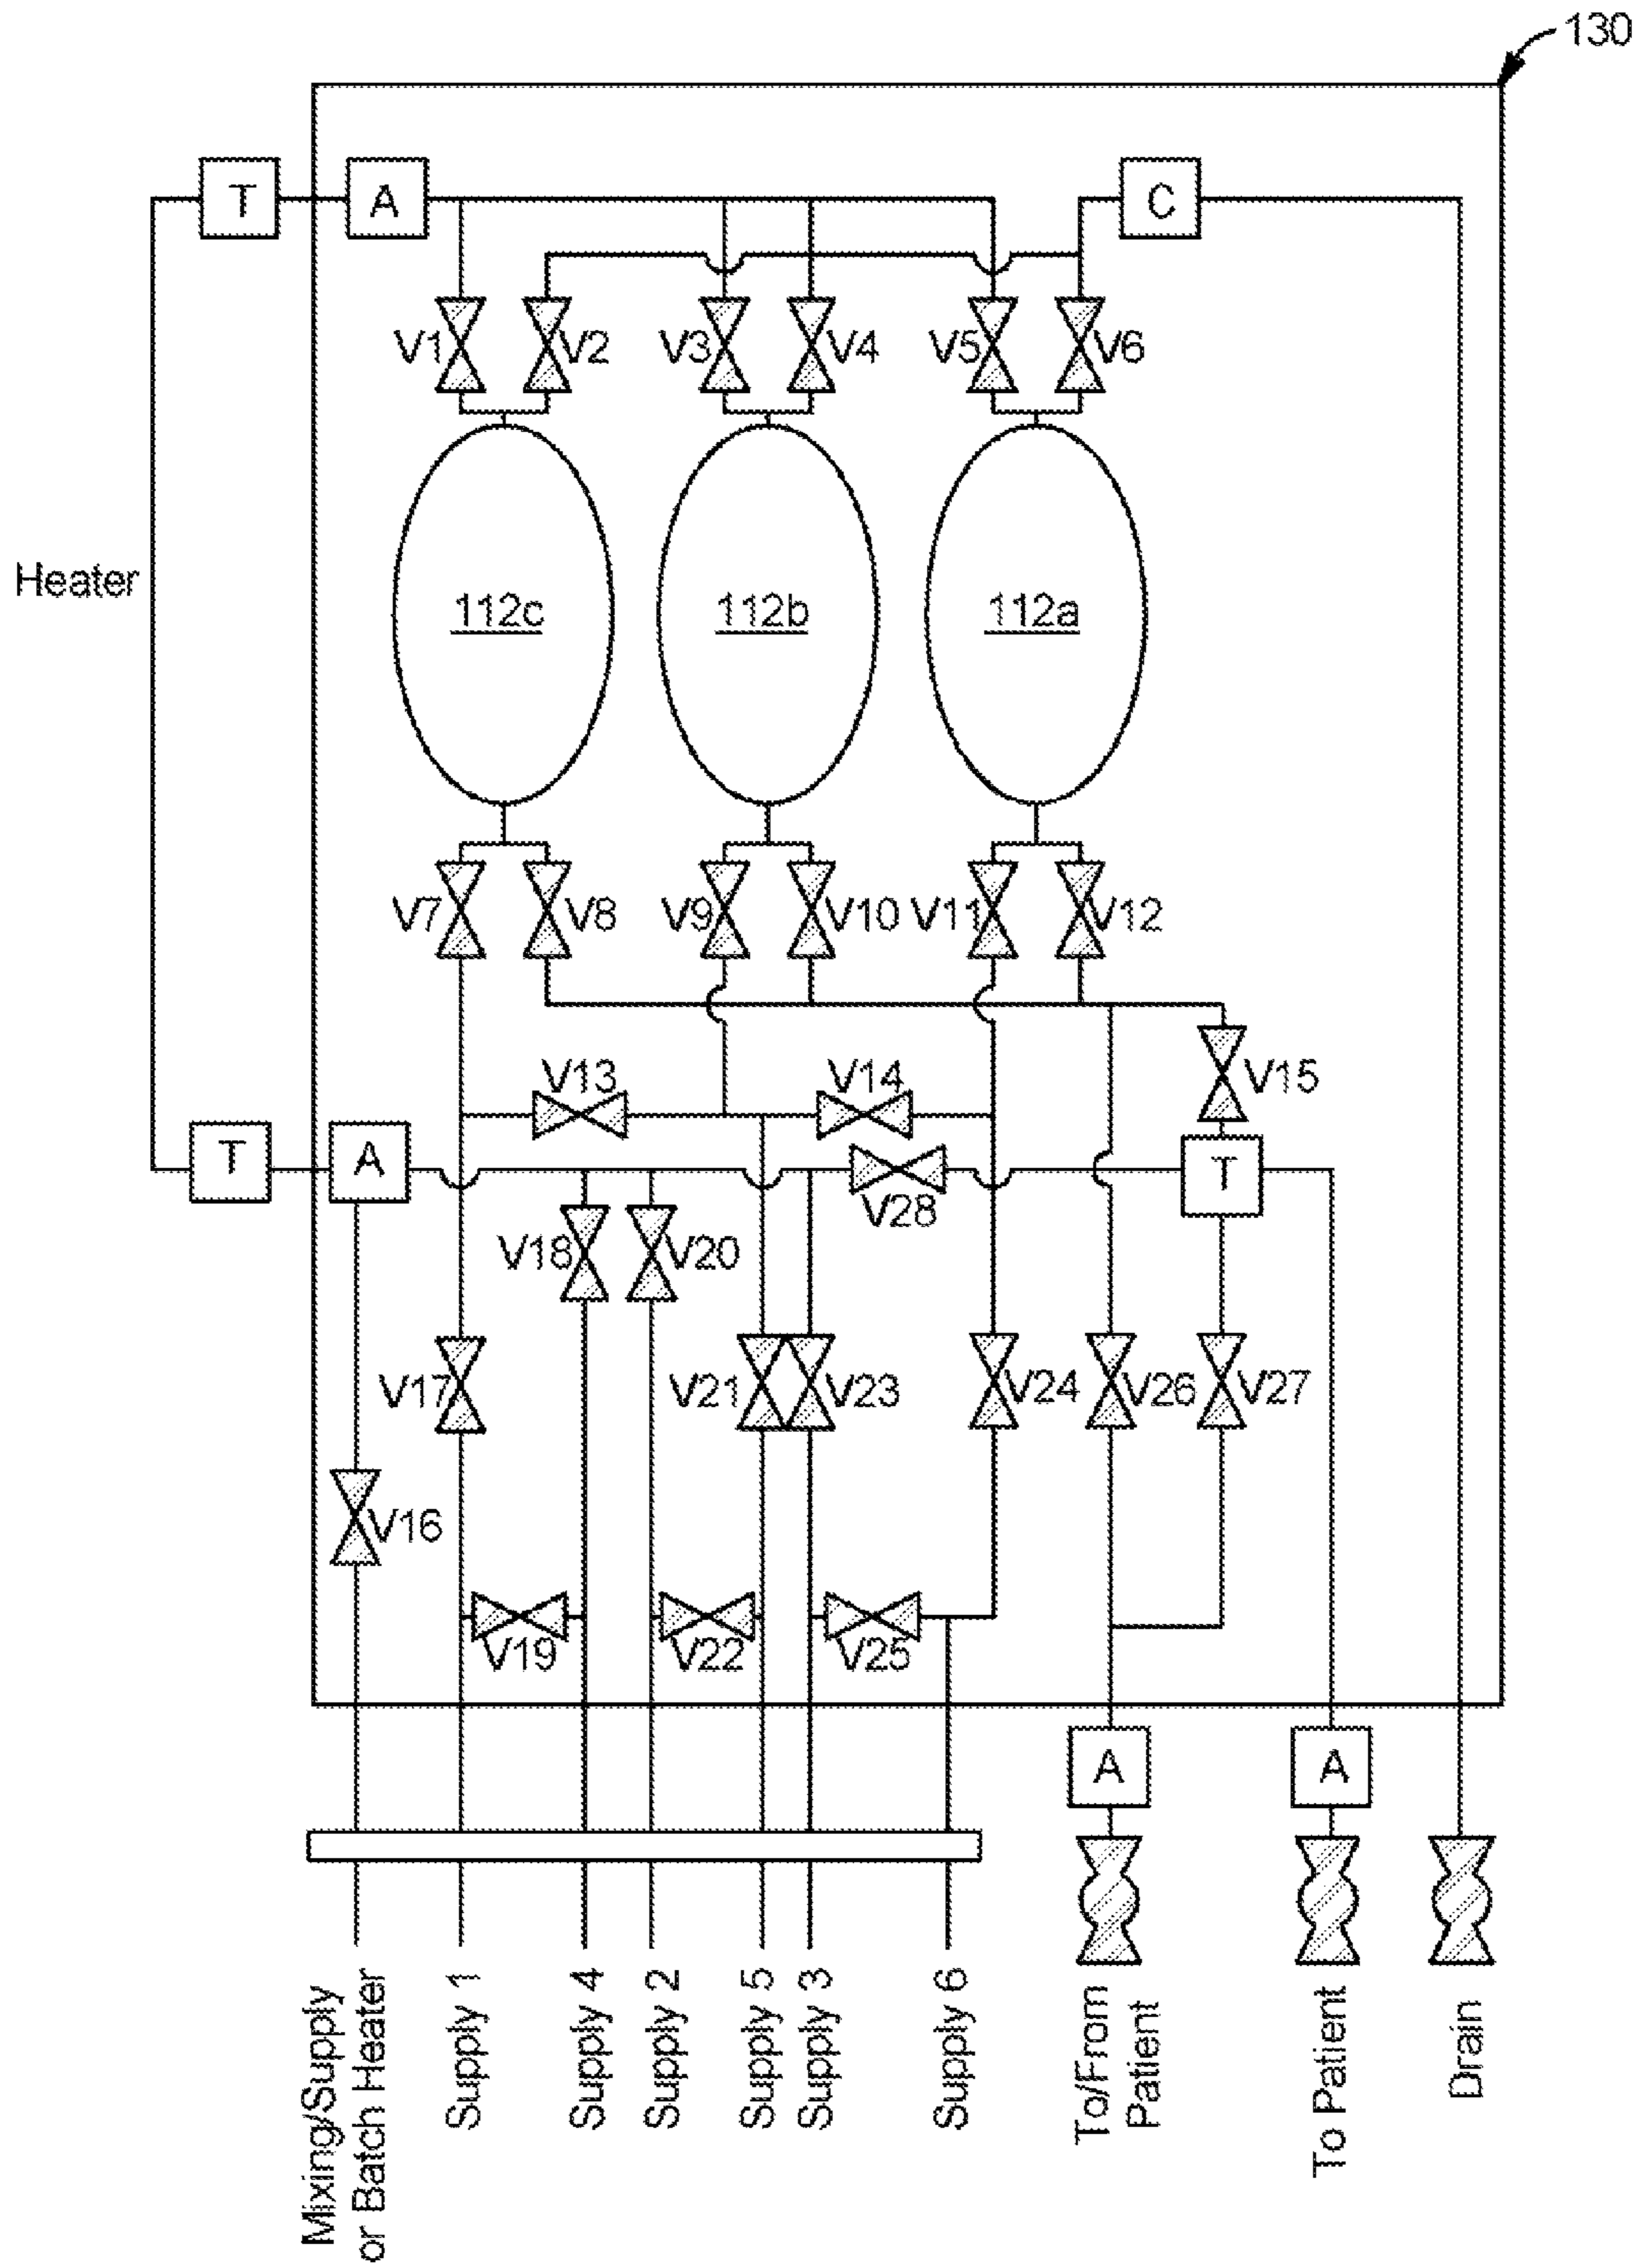 130
T
A
C
V1
V2
V3
V4
V5
V6
Heater
112c
112b
112a
V7
V8
V9
V10
V11
V12
V13
V14
V15
T
A
V28
T
V18
V20
V17
V21
V23
V24
V26
V27
V16
V19
V22
V25
A
A
Mixing/Supply
or Batch Heater
Supply 1
Supply 4
Supply 2
Supply 5
Supply 3
Supply 6
To/From
Patient
To Patient
Drain